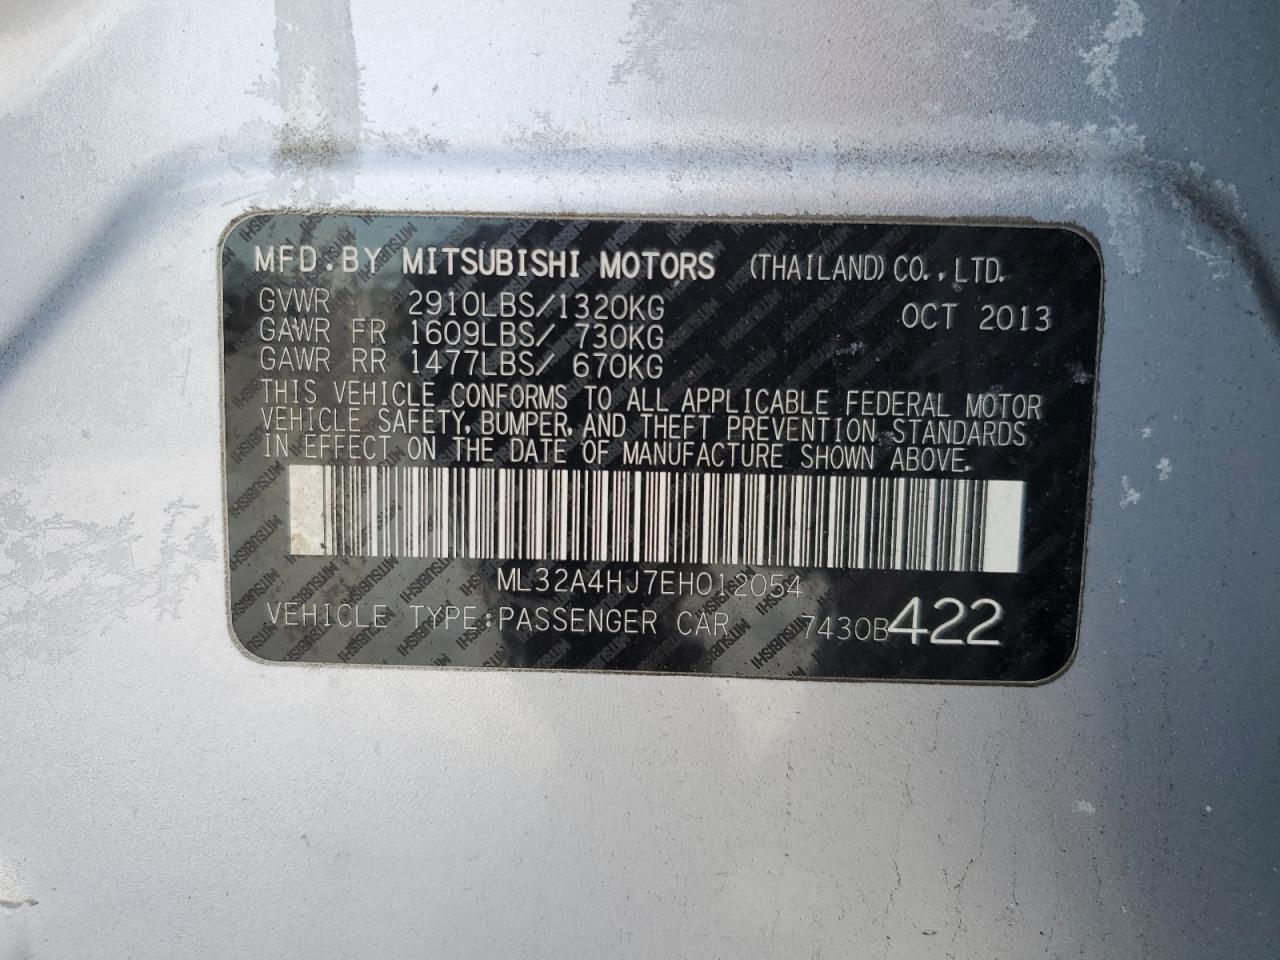 MFD.BY MITSUBISHI MOTORS (THAILAND)CO.,LTD.
GVWR 2910LBS/1320KG OCT 2013
GAWR FR 1609LBS/ 730KG
GAWR RR 1477LBS/ 670KG
THIS VEHICLE CONFORMS TO ALL APPLICABLE FEDERAL MOTOR
VEHICLE SAFETY, BUMPER, AND THEFT PREVENTION STANDARDS
IN EFFECT ON THE DATE OF MANUFACTURE SHOWN ABOVE.
ML32A4HJ7EH012054
VEHICLE TYPE:PASSENGER CAR 7430B422